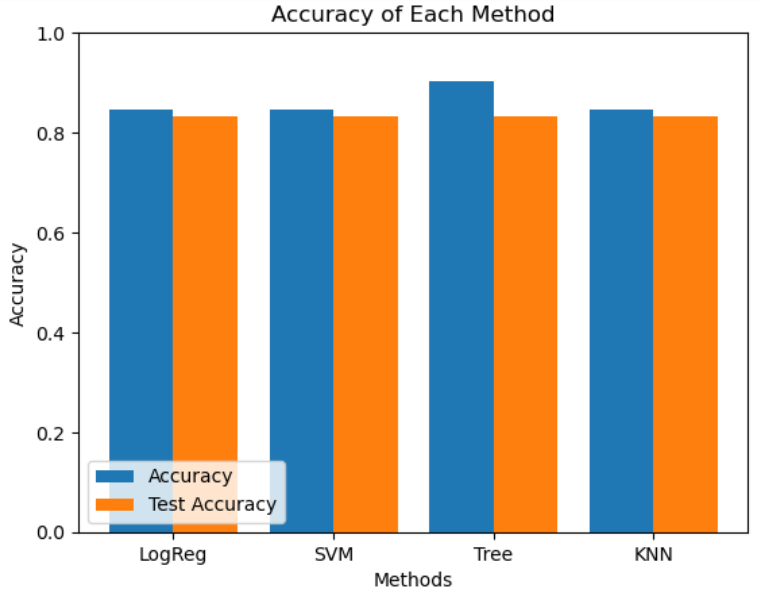 Accuracy of Each Method
1.0
0.8
0.6
0.4
0.2
0.0
Accuracy
Accuracy
Test Accuracy
LogReg SVM Tree KNN
Methods